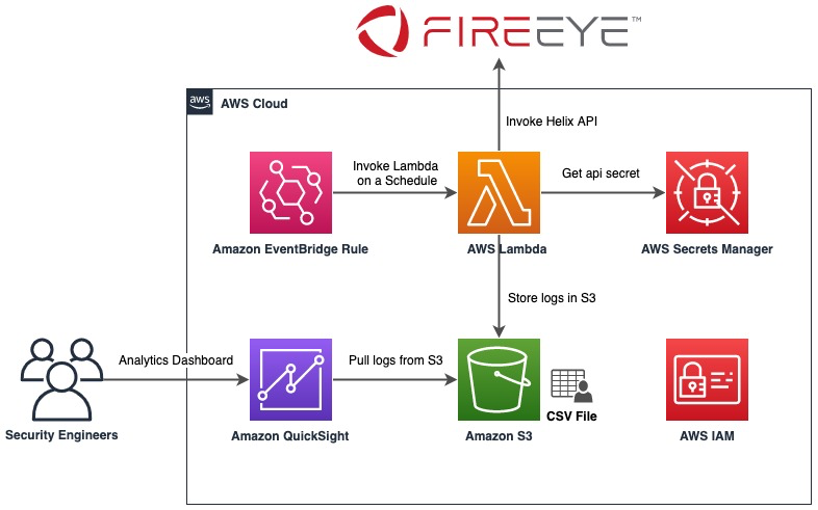 FIREEYE™
aws
AWS Cloud
Invoke Helix API
Invoke Lambda
on a Schedule
Get api secret
Amazon EventBridge Rule
AWS Lambda
AWS Secrets Manager
Store logs in S3
Analytics Dashboard
Pull logs from S3
CSV File
Security Engineers
Amazon QuickSight
Amazon S3
AWS IAM